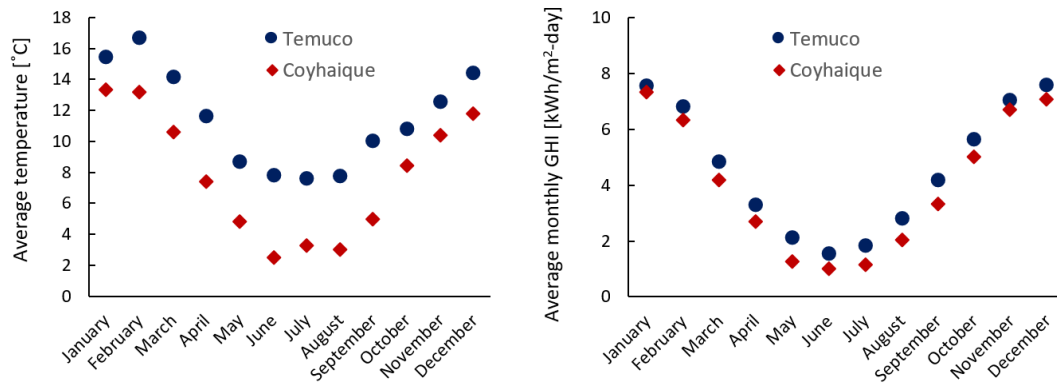 Average temperature [˚C]
18
16
14
12
10
8
6
4
2
0
Temuco
Coyhaique
January
February
March
April
May
June
July
August
September
October
November
December
Average monthly GHI [kWh/m²-day]
10
8
6
4
2
0
Temuco
Coyhaique
January
February
March
April
May
June
July
August
September
October
November
December